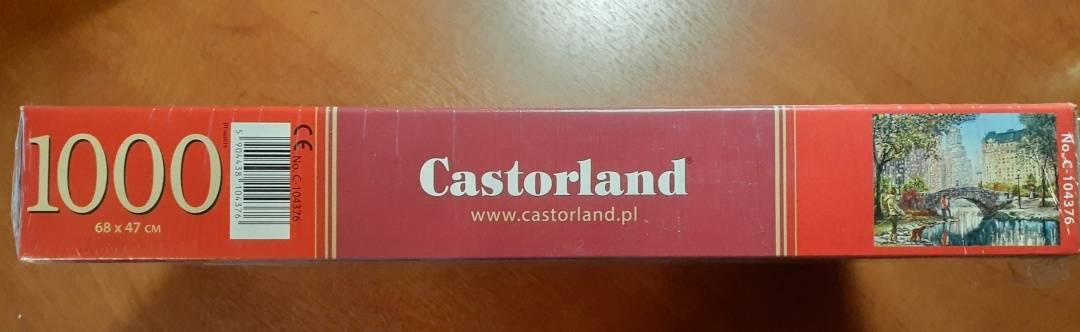 1000
68 x 47 CM
5 904438 104376
CE No. C-104376
Castorland®
www.castorland.pl
No. C-104376